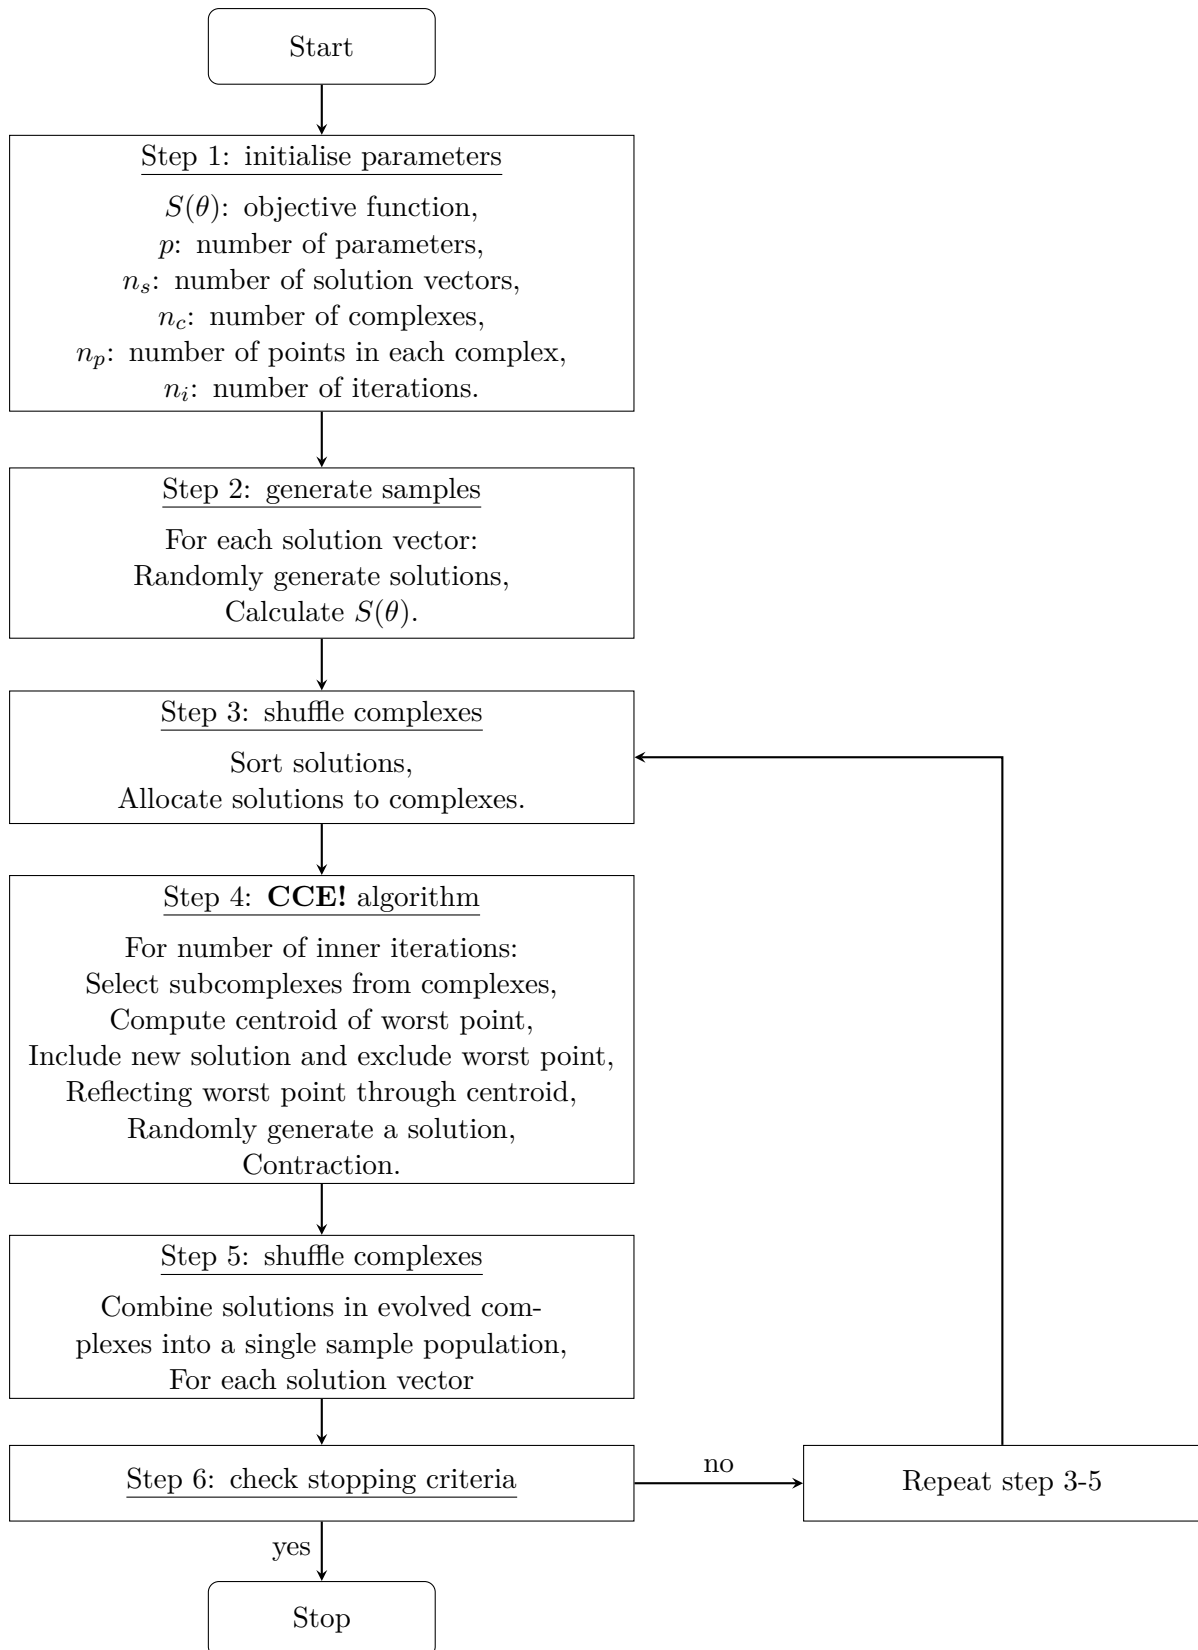 Start
Step 1: initialise parameters
S(θ): objective function,
p: number of parameters,
n_s: number of solution vectors,
n_c: number of complexes,
n_p: number of points in each complex,
n_i: number of iterations.
Step 2: generate samples
For each solution vector:
Randomly generate solutions,
Calculate S(θ).
Step 3: shuffle complexes
Sort solutions,
Allocate solutions to complexes.
Step 4: CCE! algorithm
For number of inner iterations:
Select subcomplexes from complexes,
Compute centroid of worst point,
Include new solution and exclude worst point,
Reflecting worst point through centroid,
Randomly generate a solution,
Contraction.
Step 5: shuffle complexes
Combine solutions in evolved com-
plexes into a single sample population,
For each solution vector
Step 6: check stopping criteria
no
Repeat step 3-5
yes
Stop